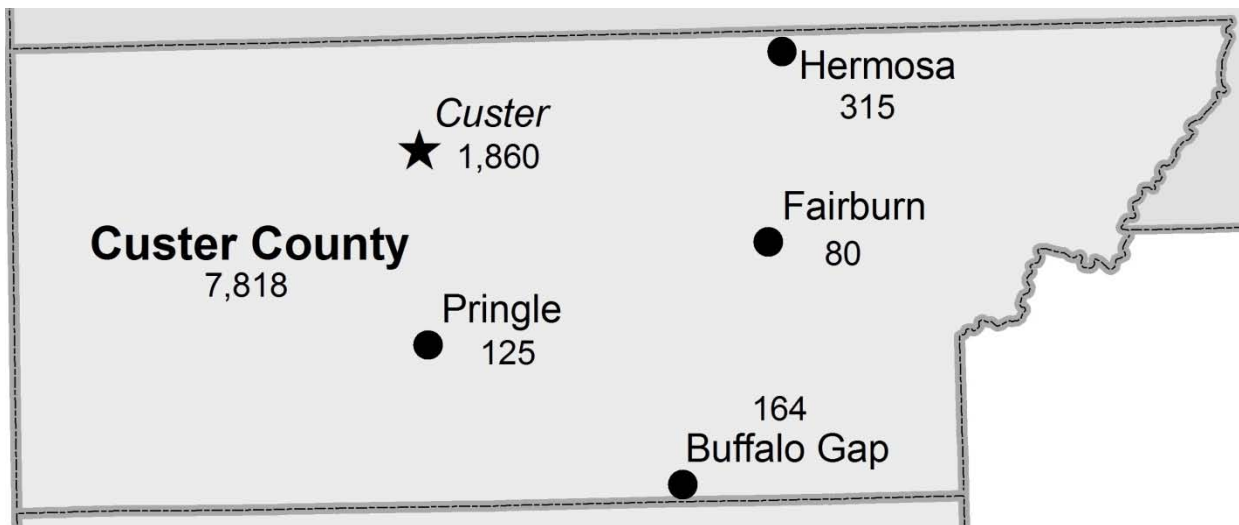 Hermosa
315
Custer
1,860
Fairburn
80
Custer County
7,818
Pringle
125
164
Buffalo Gap